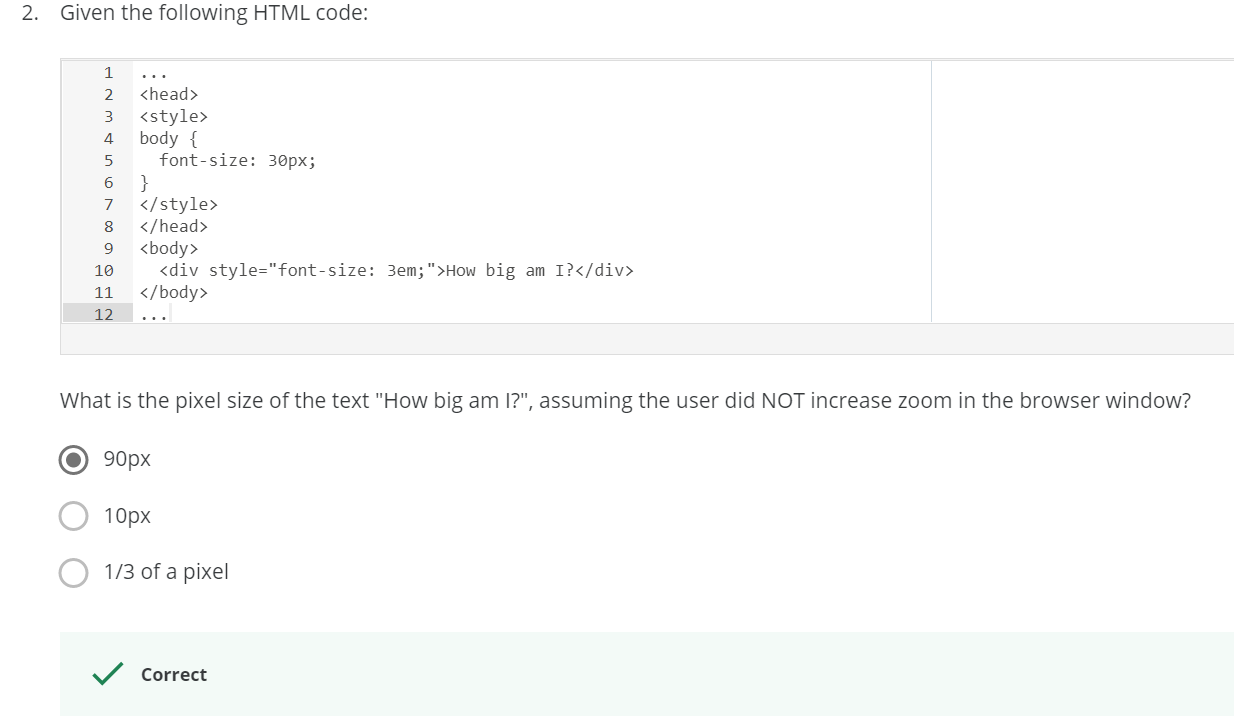 2. Given the following HTML code:
1 ...
2 <head>
3 <style>
4 body {
5 font-size: 30px;
6 }
7 </style>
8 </head>
9 <body>
10 <div style="font-size: 3em;">How big am I?</div>
11 </body>
12 ...
What is the pixel size of the text "How big am I?", assuming the user did NOT increase zoom in the browser window?
90px
10px
1/3 of a pixel
Correct